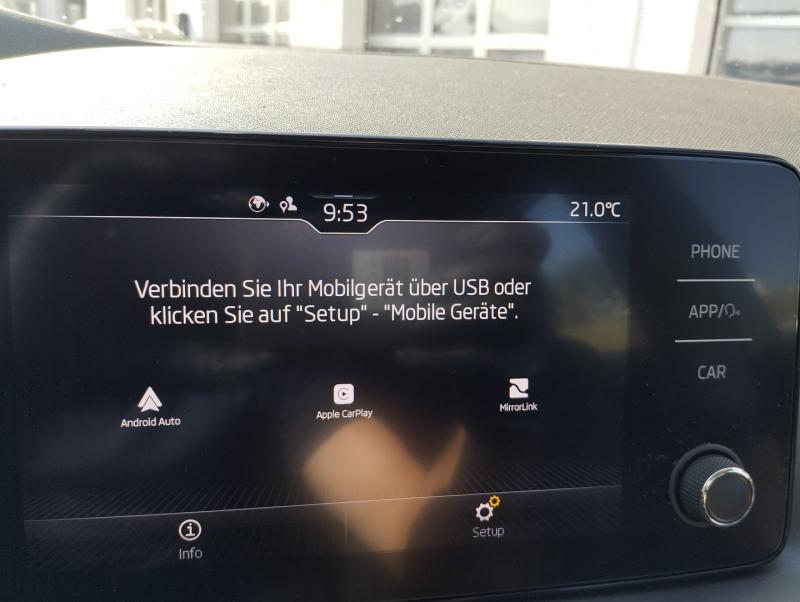 9:53
21.0°C
PHONE
Verbinden Sie Ihr Mobilgerät über USB oder
klicken Sie auf "Setup" - "Mobile Geräte".
APP/
CAR
Android Auto
Apple CarPlay
MirrorLink
Info
Setup